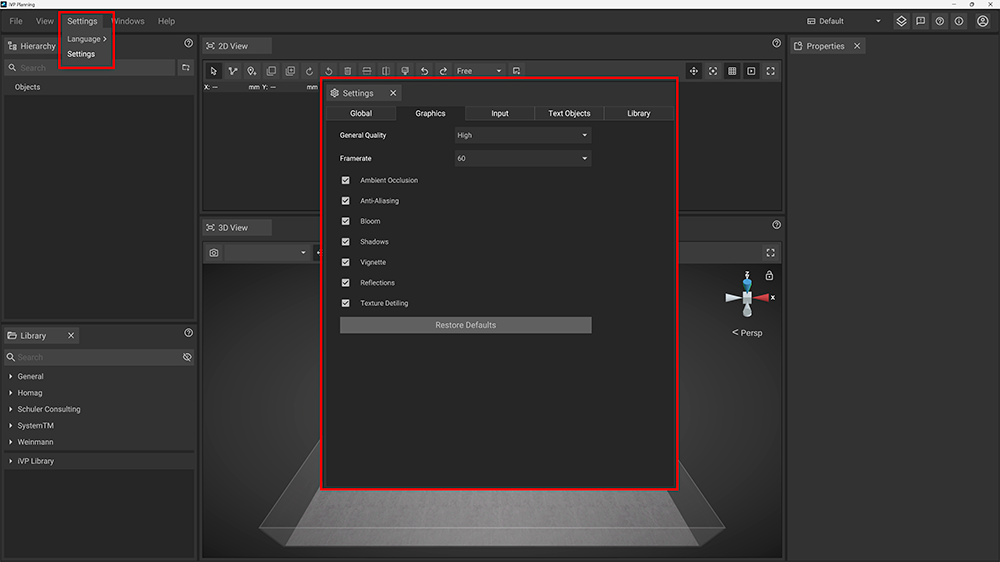 iVP Planning
File View Settings Windows Help
Default
Language >
Settings
Hierarchy
Search
Objects
2D View
Free
X: — mm Y: — mm
Properties
Settings
Global Graphics Input Text Objects Library
General Quality High
Framerate 60
Ambient Occlusion
Anti-Aliasing
Bloom
Shadows
Vignette
Reflections
Texture Detiling
Restore Defaults
3D View
Z
X
< Persp
Library
Search
General
Homag
Schuler Consulting
SystemTM
Weinmann
iVP Library